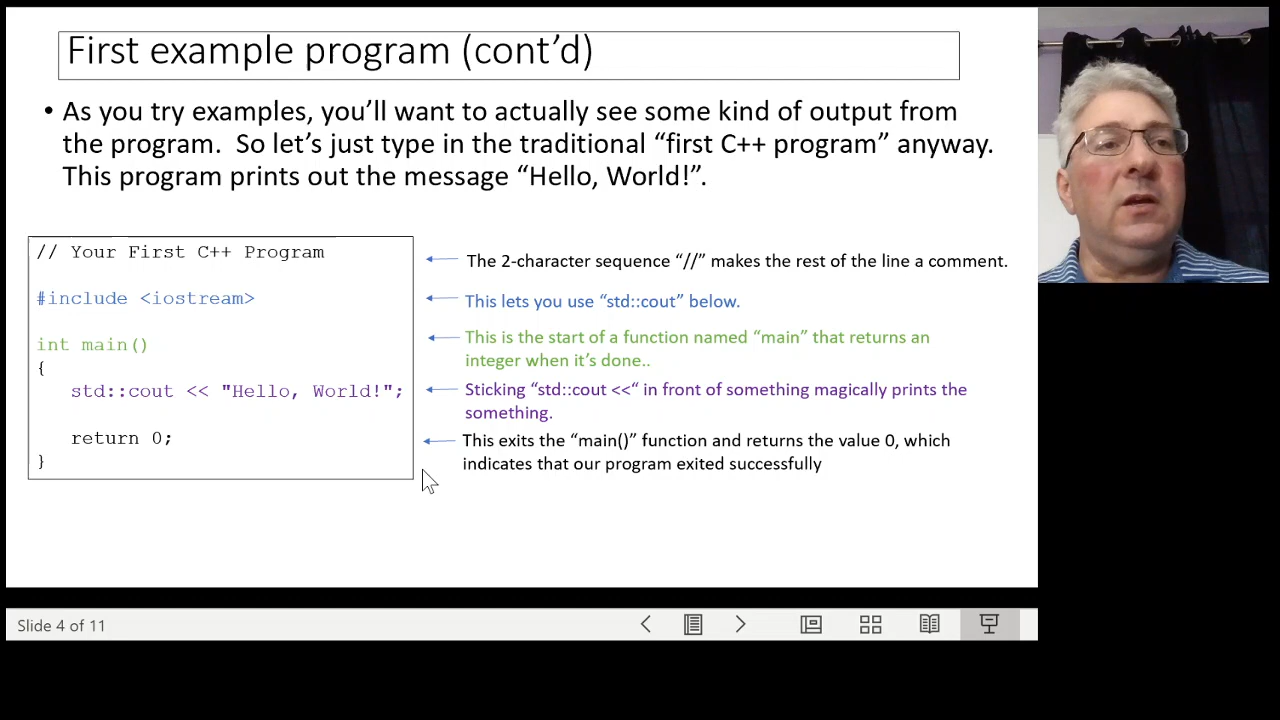 First example program (cont’d)
• As you try examples, you’ll want to actually see some kind of output from
the program.  So let’s just type in the traditional “first C++ program” anyway.
This program prints out the message “Hello, World!”.
// Your First C++ Program
#include <iostream>
int main()
{
std::cout << "Hello, World!";
return 0;
}
The 2-character sequence “//” makes the rest of the line a comment.
This lets you use “std::cout” below.
This is the start of a function named “main” that returns an
integer when it’s done..
Sticking “std::cout <<“ in front of something magically prints the
something.
This exits the “main()” function and returns the value 0, which
indicates that our program exited successfully
Slide 4 of 11